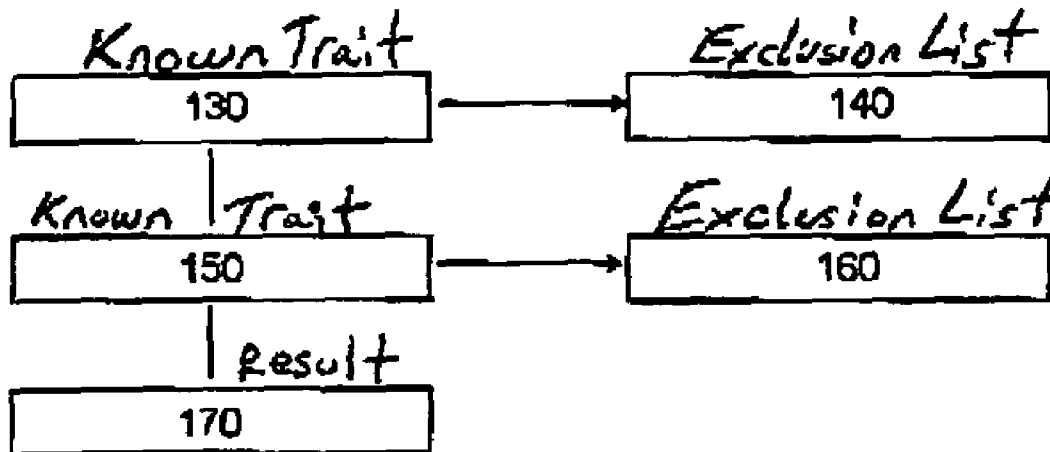 Known Trait Exclusion List
130 140
Known Trait Exclusion List
150 160
Result
170